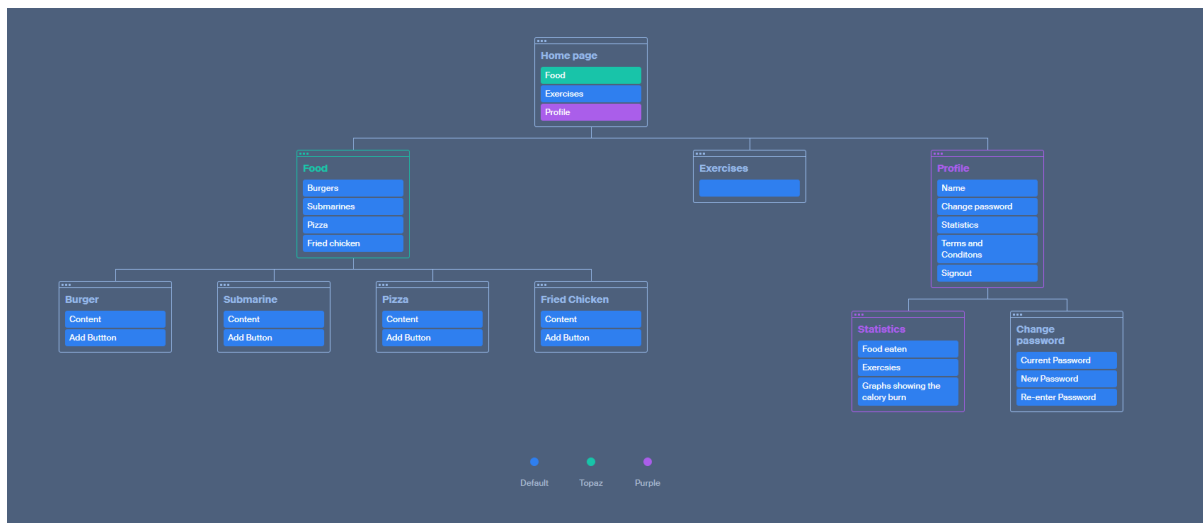 Home page
Food
Exercises
Profile
Food
Burgers
Submarines
Pizza
Fried chicken
Exercises
Profile
Name
Change password
Statistics
Terms and
Conditons
Signout
Burger
Content
Add Buttton
Submarine
Content
Add Button
Pizza
Content
Add Button
Fried Chicken
Content
Add Button
Statistics
Food eaten
Exercsies
Graphs showing the
calory burn
Change
password
Current Password
New Password
Re-enter Password
Default
Topaz
Purple